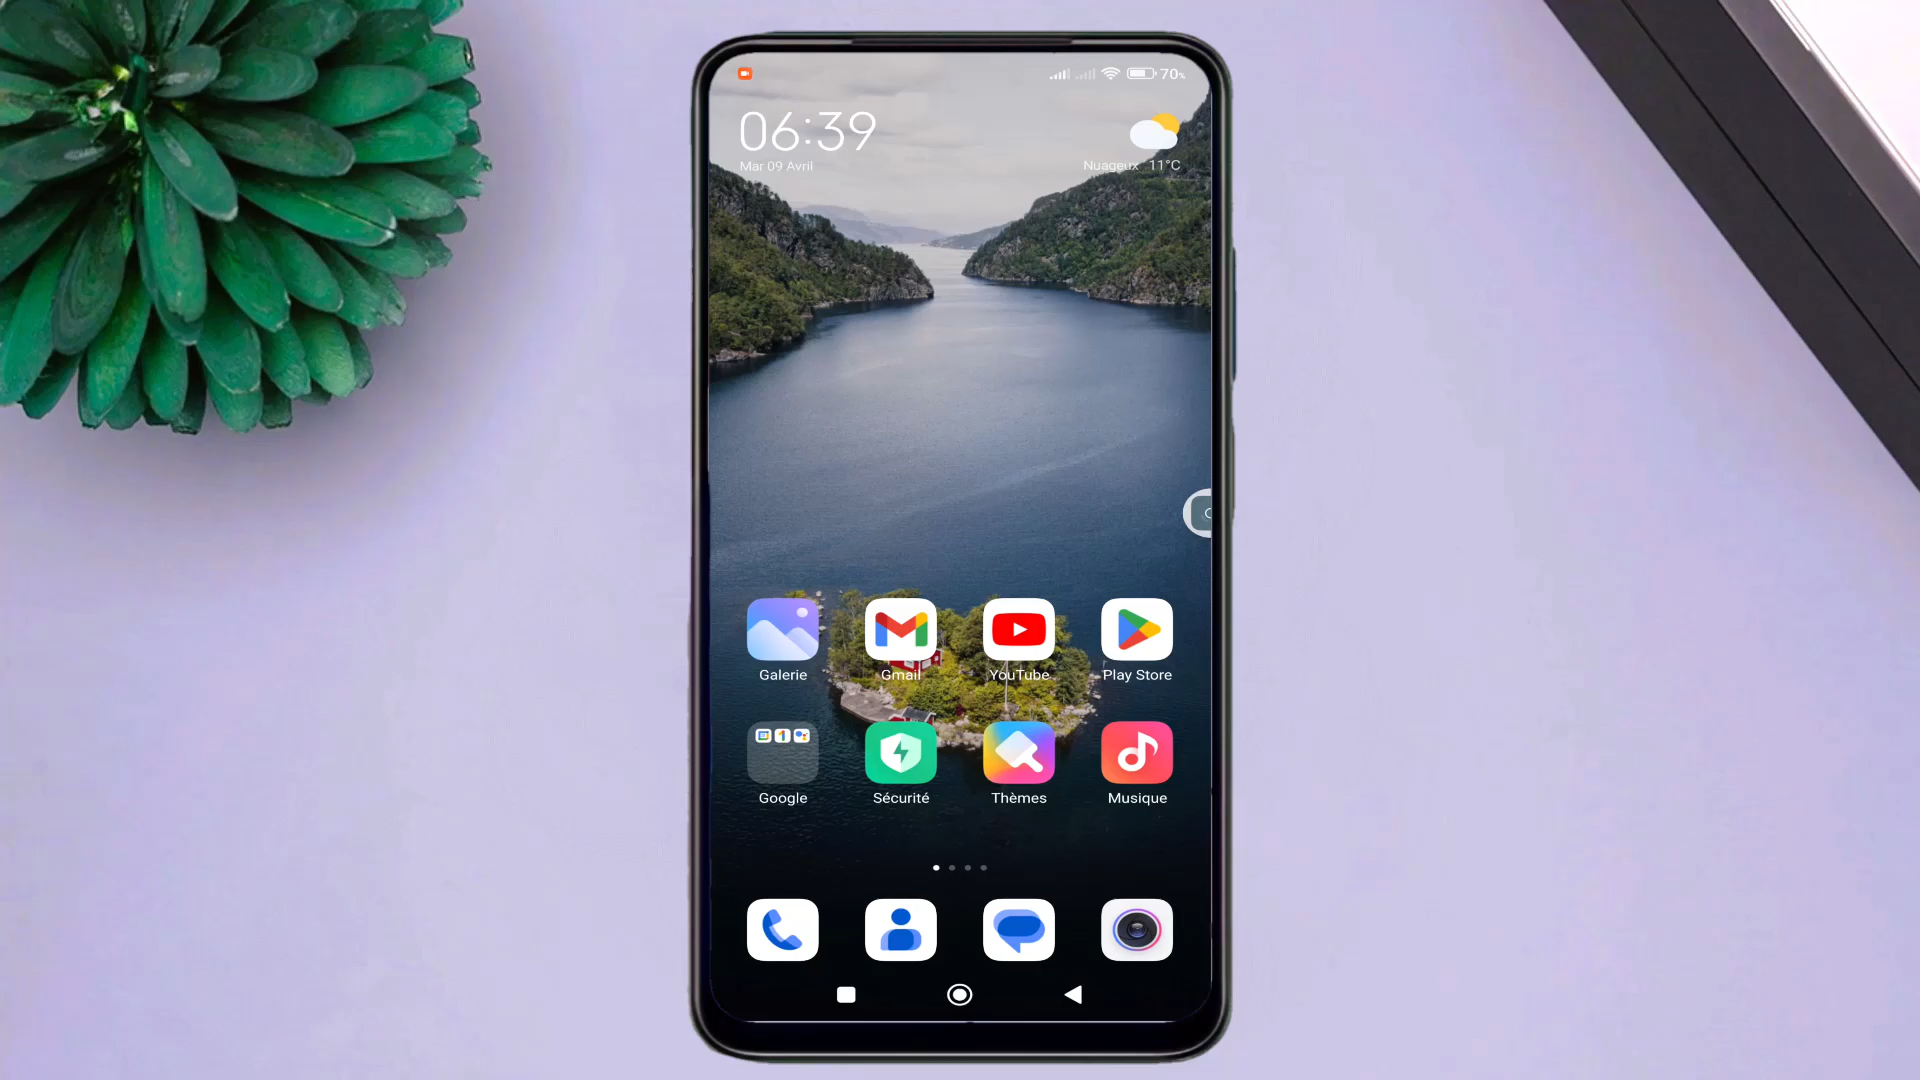 70%
06:39
Mar 09 Avril
Nuageux 11°C
Galerie Gmail YouTube Play Store
Google Sécurité Thèmes Musique